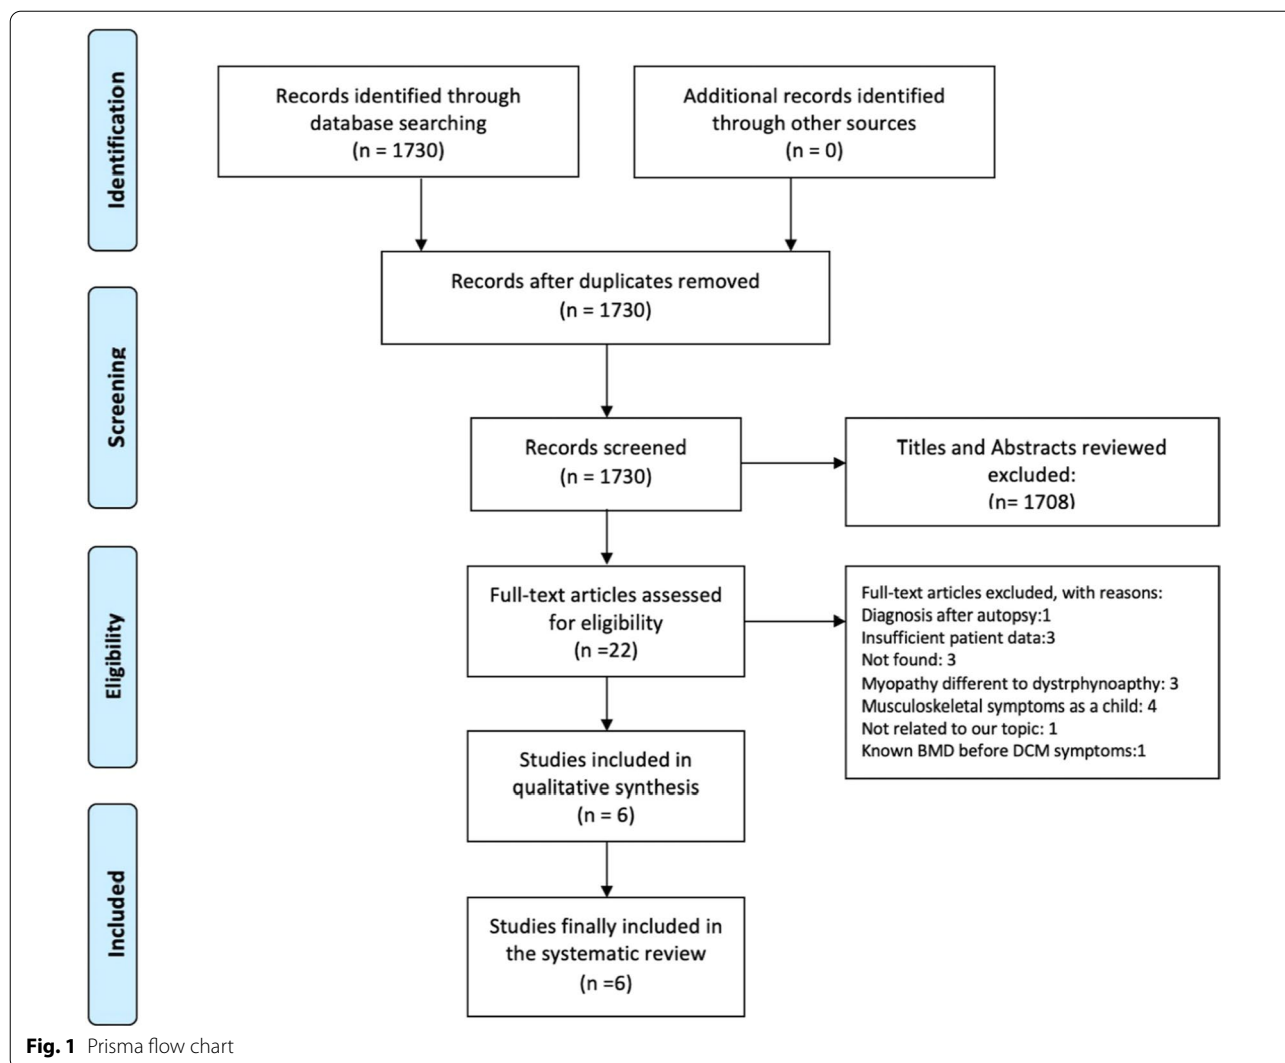 Identification
Records identified through
database searching
(n = 1730)
Additional records identified
through other sources
(n = 0)
Records after duplicates removed
(n = 1730)
Screening
Records screened
(n = 1730)
Titles and Abstracts reviewed
excluded:
(n= 1708)
Eligibility
Full-text articles assessed
for eligibility
(n =22)
Full-text articles excluded, with reasons:
Diagnosis after autopsy:1
Insufficient patient data:3
Not found: 3
Myopathy different to dystrphynoapthy: 3
Musculoskeletal symptoms as a child: 4
Not related to our topic: 1
Known BMD before DCM symptoms:1
Studies included in
qualitative synthesis
(n = 6)
Included
Studies finally included in
the systematic review
(n =6)
Fig. 1 Prisma flow chart